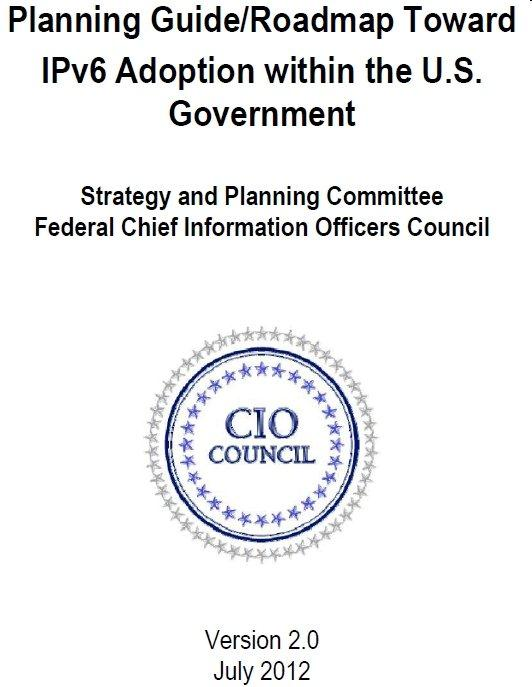 Planning Guide/Roadmap Toward
IPv6 Adoption within the U.S.
Government
Strategy and Planning Committee
Federal Chief Information Officers Council
CIO
COUNCIL
Version 2.0
July 2012